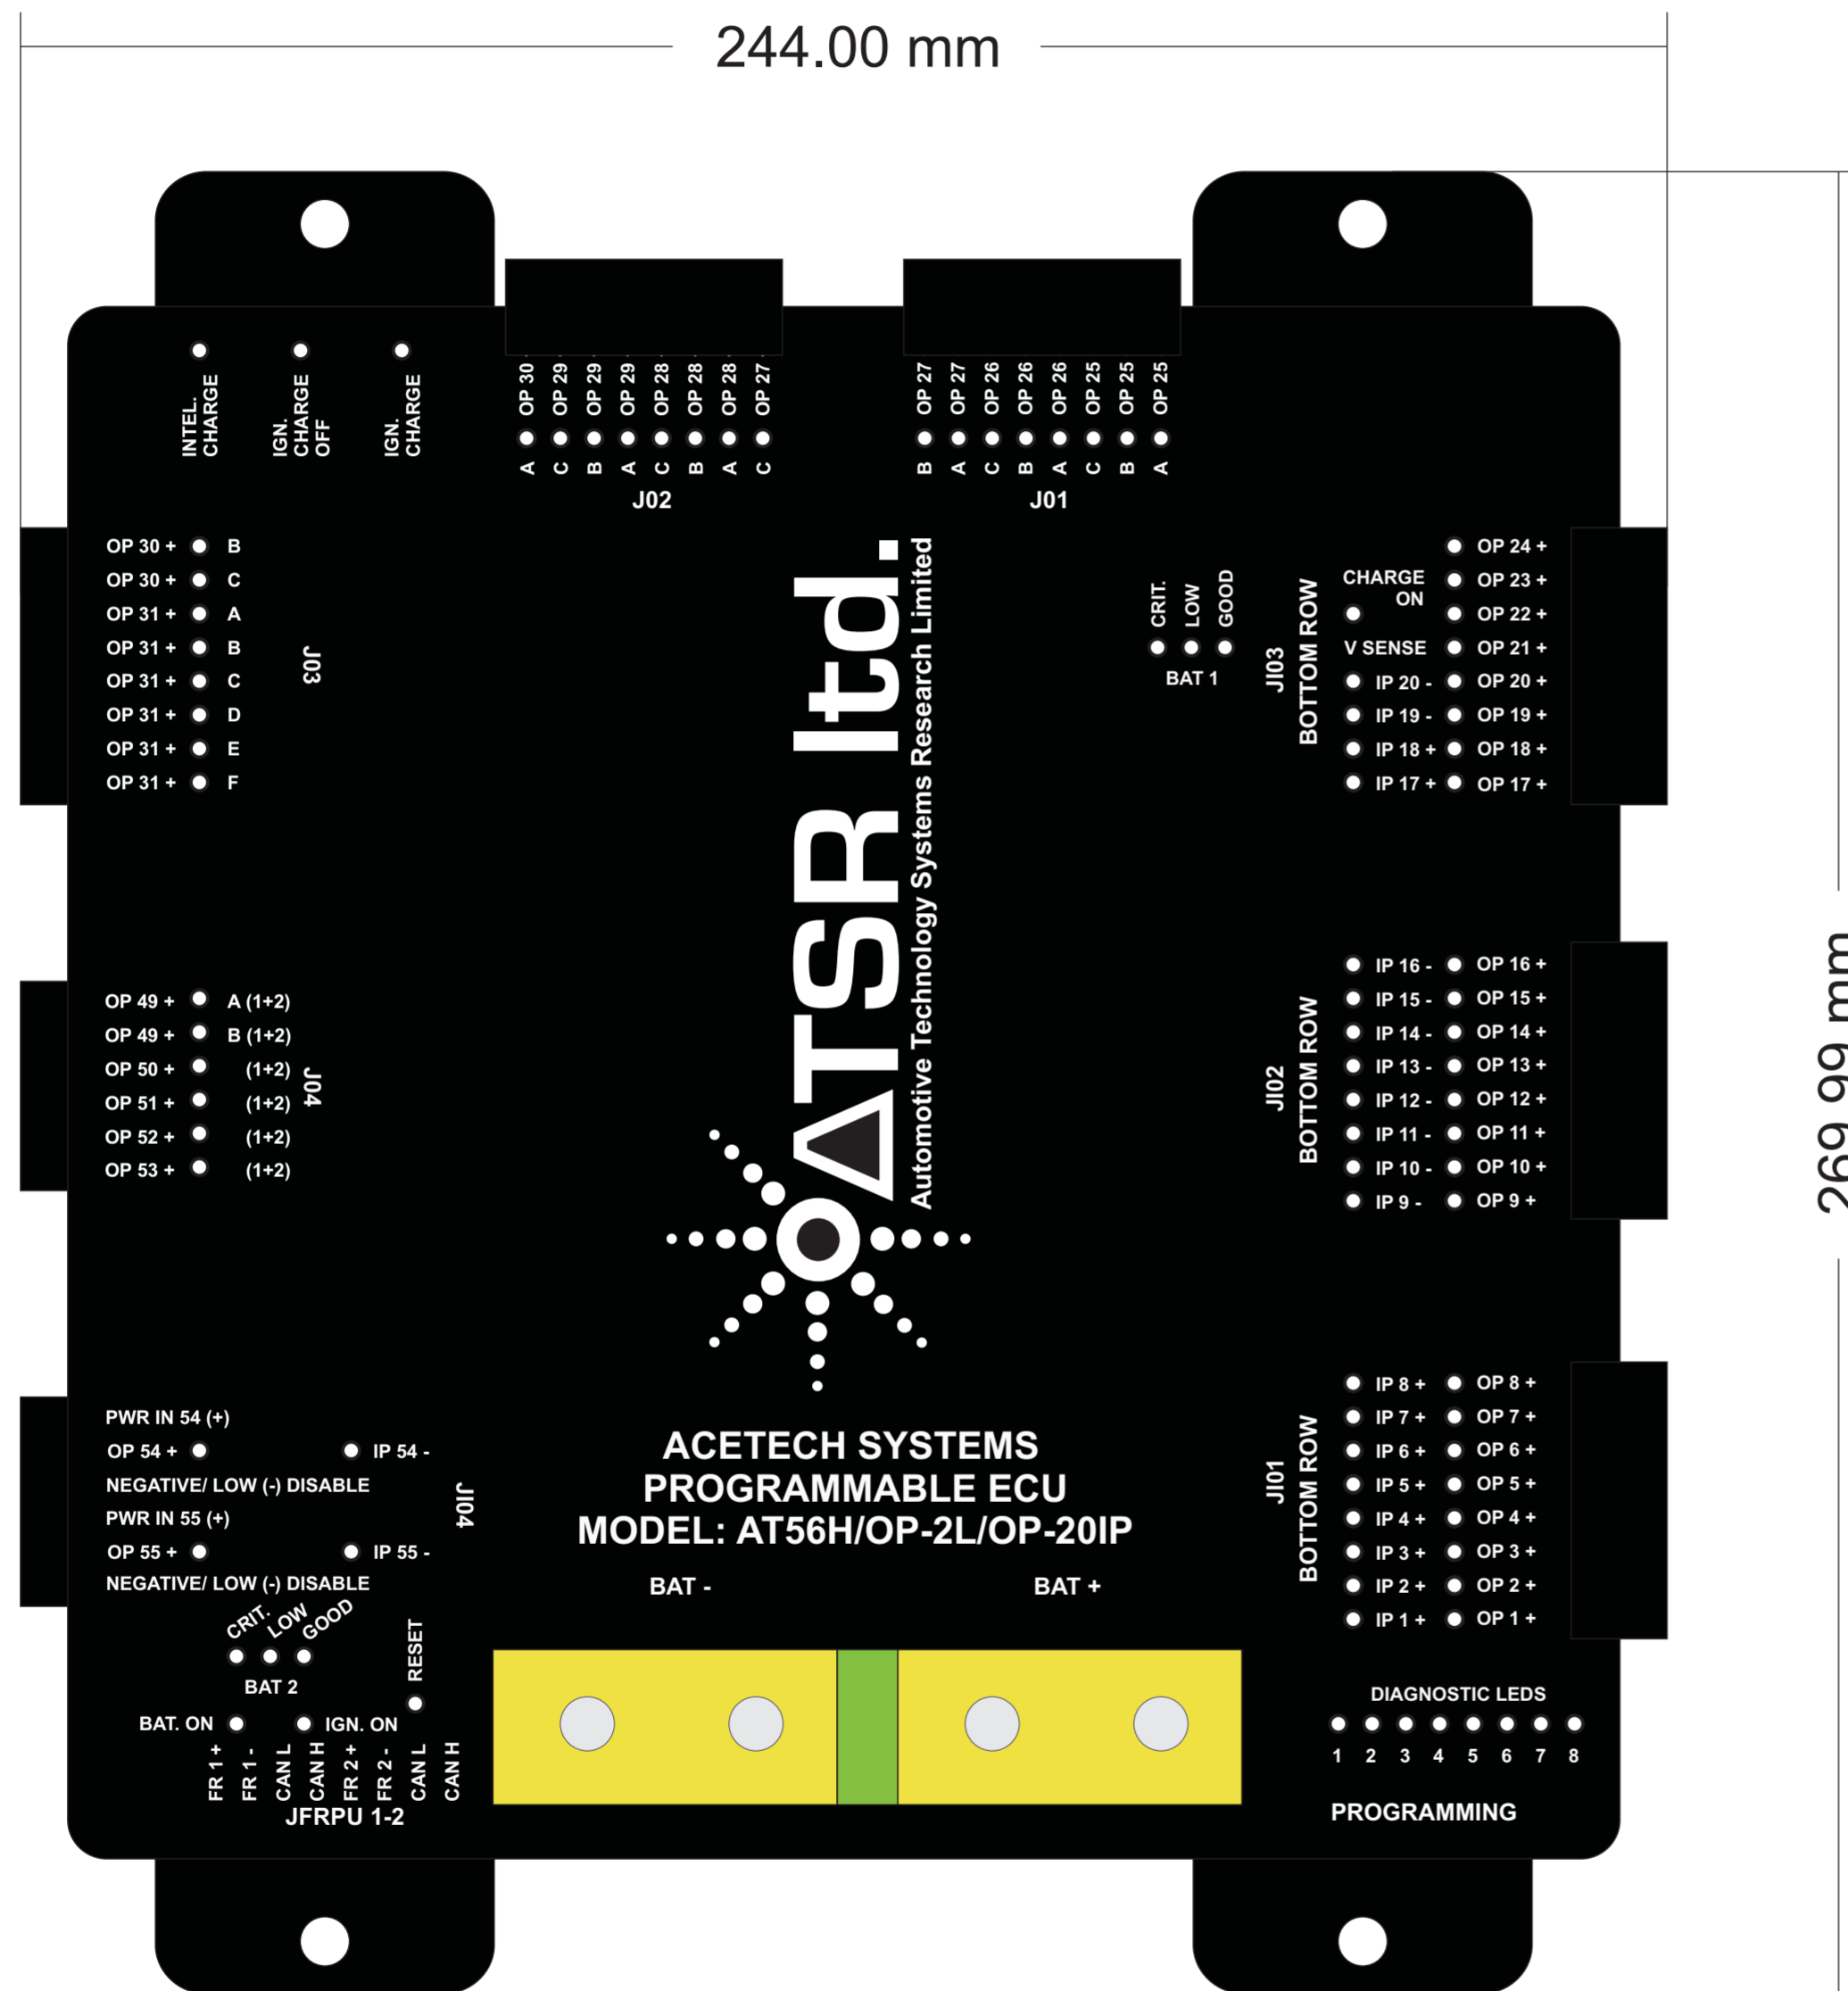 244.00 mm
269.99 mm
INTEL.
CHARGE
IGN.
CHARGE
OFF
IGN.
CHARGE
OP 30 A
OP 29 C
OP 29 B
OP 29 A
OP 28 C
OP 28 B
OP 28 A
OP 27 C
J02
OP 27 B
OP 27 A
OP 26 C
OP 26 B
OP 26 A
OP 25 C
OP 25 B
OP 25 A
J01
OP 30 + B
OP 30 + C
OP 31 + A
OP 31 + B
OP 31 + C
OP 31 + D
OP 31 + E
OP 31 + F
J03
ATSR ltd.
Automotive Technology Systems Research Limited
CRIT.
LOW
GOOD
BAT 1
JI03
BOTTOM ROW
CHARGE
ON
V SENSE
IP 20 -
IP 19 -
IP 18 +
IP 17 +
OP 24 +
OP 23 +
OP 22 +
OP 21 +
OP 20 +
OP 19 +
OP 18 +
OP 17 +
OP 49 + A (1+2)
OP 49 + B (1+2)
OP 50 + (1+2)
OP 51 + (1+2)
OP 52 + (1+2)
OP 53 + (1+2)
J04
JI02
BOTTOM ROW
IP 16 - OP 16 +
IP 15 - OP 15 +
IP 14 - OP 14 +
IP 13 - OP 13 +
IP 12 - OP 12 +
IP 11 - OP 11 +
IP 10 - OP 10 +
IP 9 - OP 9 +
PWR IN 54 (+)
OP 54 + IP 54 -
NEGATIVE/ LOW (-) DISABLE
PWR IN 55 (+)
OP 55 + IP 55 -
NEGATIVE/ LOW (-) DISABLE
JI04
ACETECH SYSTEMS
PROGRAMMABLE ECU
MODEL: AT56H/OP-2L/OP-20IP
BAT - BAT +
JI01
BOTTOM ROW
IP 8 + OP 8 +
IP 7 + OP 7 +
IP 6 + OP 6 +
IP 5 + OP 5 +
IP 4 + OP 4 +
IP 3 + OP 3 +
IP 2 + OP 2 +
IP 1 + OP 1 +
CRIT.
LOW
GOOD
BAT 2
RESET
BAT. ON
IGN. ON
FR 1 +
FR 1 -
CAN L
CAN H
FR 2 +
FR 2 -
CAN L
CAN H
JFRPU 1-2
DIAGNOSTIC LEDS
1 2 3 4 5 6 7 8
PROGRAMMING